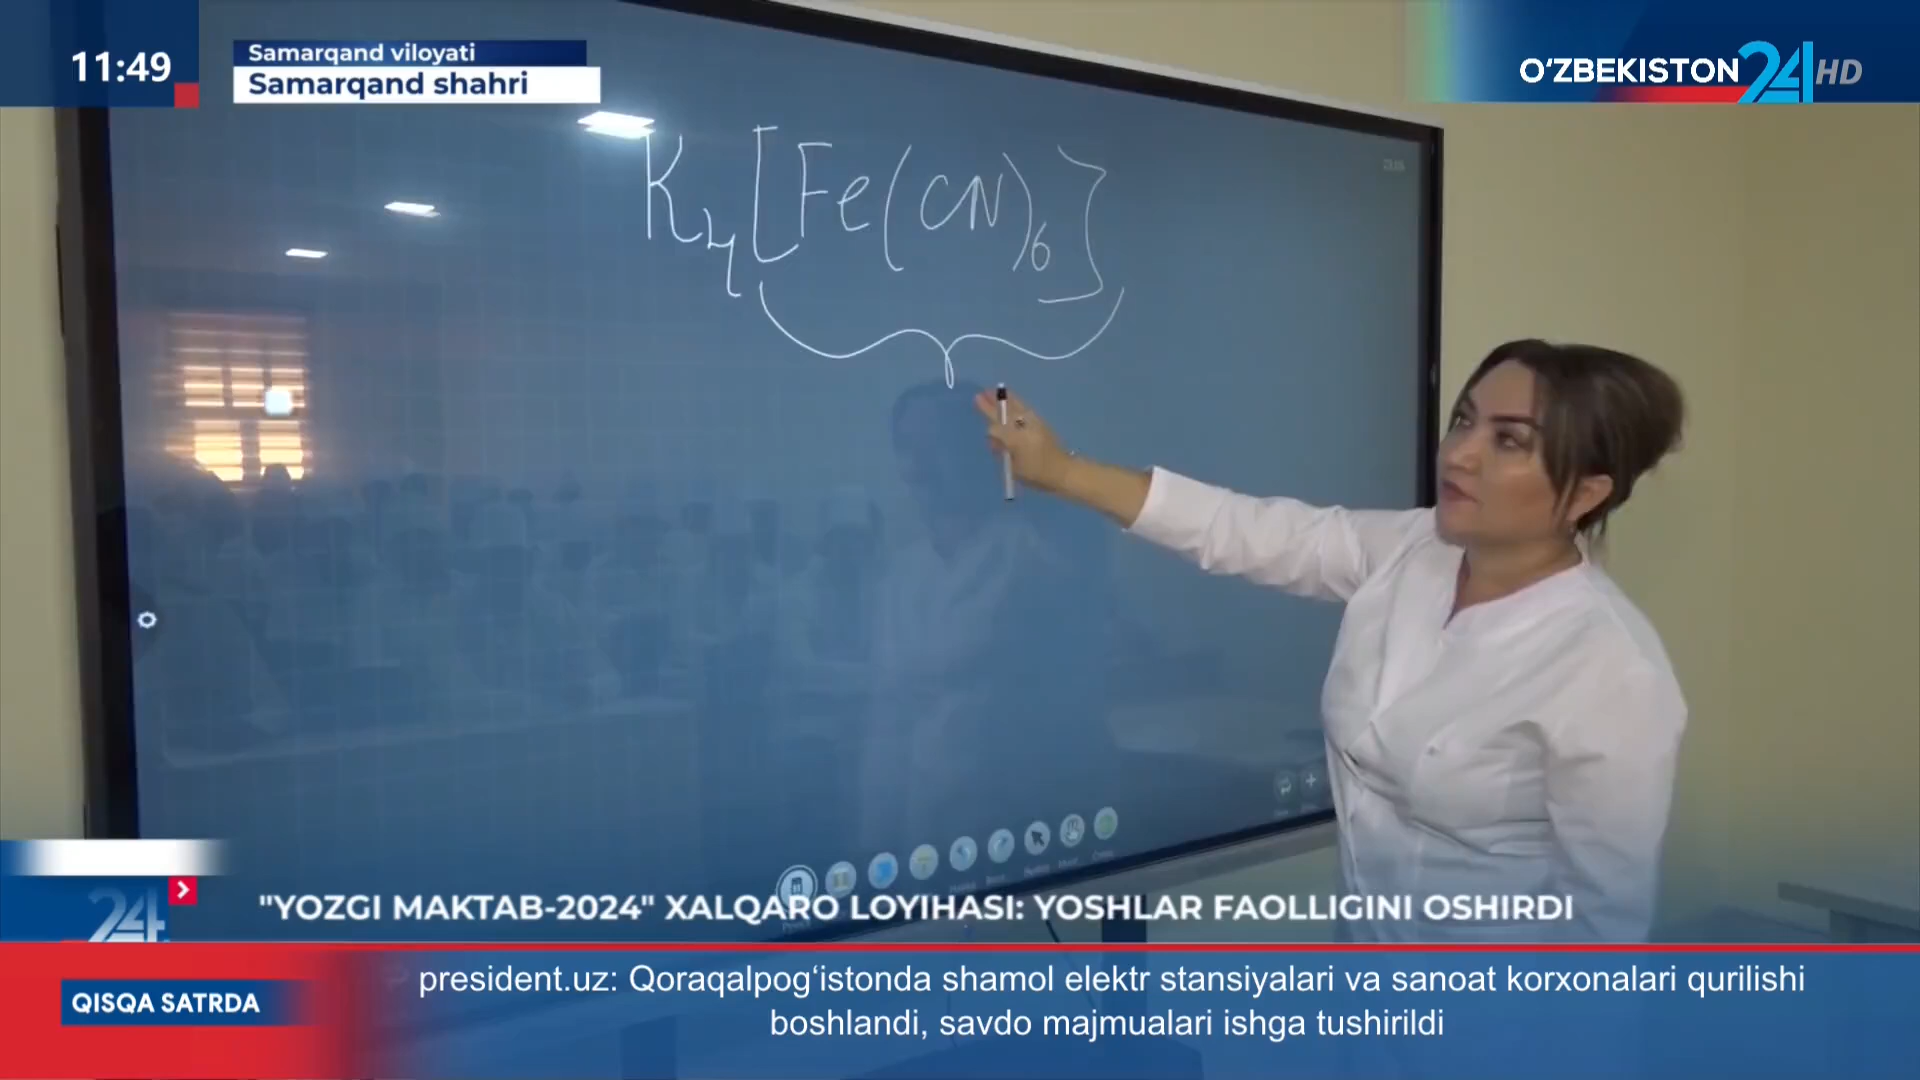 11:49
Samarqand viloyati
Samarqand shahri
O‘ZBEKISTON 24 HD
K₄[Fe(CN)₆]
24
"YOZGI MAKTAB-2024" XALQARO LOYIHASI: YOSHLAR FAOLLIGINI OSHIRDI
QISQA SATRDA
president.uz: Qoraqalpog‘istonda shamol elektr stansiyalari va sanoat korxonalari qurilishi
boshlandi, savdo majmualari ishga tushirildi